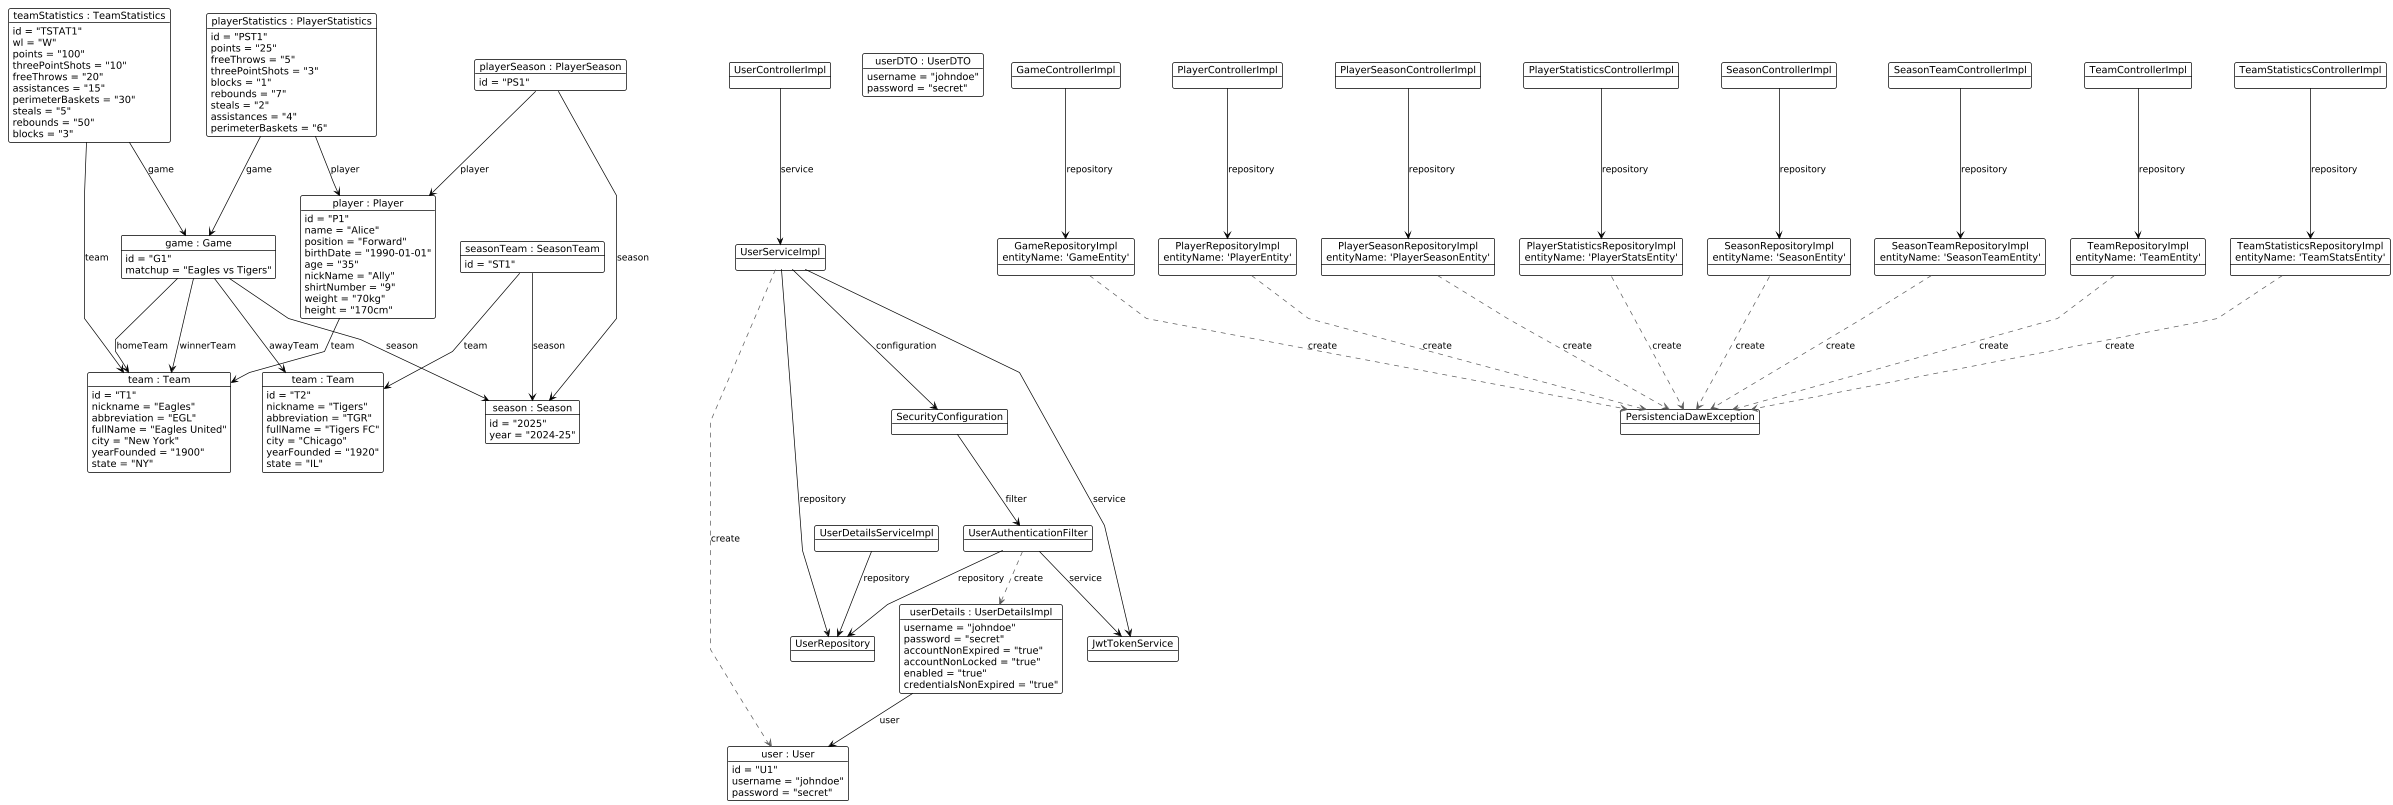 teamStatistics : TeamStatistics
id = "TSTAT1"
wl = "W"
points = "100"
threePointShots = "10"
freeThrows = "20"
assistances = "15"
perimeterBaskets = "30"
steals = "5"
rebounds = "50"
blocks = "3"
playerStatistics : PlayerStatistics
id = "PST1"
points = "25"
freeThrows = "5"
threePointShots = "3"
blocks = "1"
rebounds = "7"
steals = "2"
assistances = "4"
perimeterBaskets = "6"
playerSeason : PlayerSeason
id = "PS1"
UserControllerImpl
userDTO : UserDTO
username = "johndoe"
password = "secret"
GameControllerImpl
PlayerControllerImpl
PlayerSeasonControllerImpl
PlayerStatisticsControllerImpl
SeasonControllerImpl
SeasonTeamControllerImpl
TeamControllerImpl
TeamStatisticsControllerImpl
game
game
player
player
service
repository
repository
repository
repository
repository
repository
repository
repository
player : Player
id = "P1"
name = "Alice"
position = "Forward"
birthDate = "1990-01-01"
age = "35"
nickName = "Ally"
shirtNumber = "9"
weight = "70kg"
height = "170cm"
team
game : Game
id = "G1"
matchup = "Eagles vs Tigers"
seasonTeam : SeasonTeam
id = "ST1"
season
UserServiceImpl
GameRepositoryImpl
entityName: 'GameEntity'
PlayerRepositoryImpl
entityName: 'PlayerEntity'
PlayerSeasonRepositoryImpl
entityName: 'PlayerSeasonEntity'
PlayerStatisticsRepositoryImpl
entityName: 'PlayerStatsEntity'
SeasonRepositoryImpl
entityName: 'SeasonEntity'
SeasonTeamRepositoryImpl
entityName: 'SeasonTeamEntity'
TeamRepositoryImpl
entityName: 'TeamEntity'
TeamStatisticsRepositoryImpl
entityName: 'TeamStatsEntity'
homeTeam
winnerTeam
awayTeam
team
season
team
season
configuration
create
create
create
create
create
create
create
create
team : Team
id = "T1"
nickname = "Eagles"
abbreviation = "EGL"
fullName = "Eagles United"
city = "New York"
yearFounded = "1900"
state = "NY"
team : Team
id = "T2"
nickname = "Tigers"
abbreviation = "TGR"
fullName = "Tigers FC"
city = "Chicago"
yearFounded = "1920"
state = "IL"
season : Season
id = "2025"
year = "2024-25"
SecurityConfiguration
PersistenciaDawException
repository
filter
service
create
UserDetailsServiceImpl
UserAuthenticationFilter
repository
repository
create
service
UserRepository
userDetails : UserDetailsImpl
username = "johndoe"
password = "secret"
accountNonExpired = "true"
accountNonLocked = "true"
enabled = "true"
credentialsNonExpired = "true"
JwtTokenService
user
user : User
id = "U1"
username = "johndoe"
password = "secret"